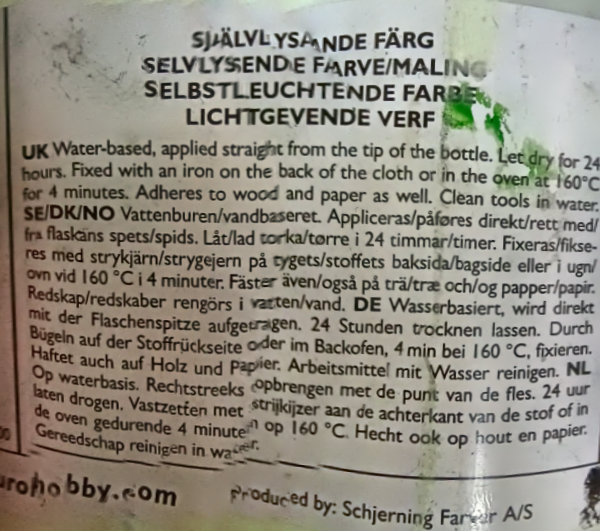 SJÄLVLYSANDE FÄRG
SELVLYSENDE FARVE/MALING
SELBSTLEUCHTENDE FARBE
LICHTGEVENDE VERF
UK Water-based, applied straight from the tip of the bottle. Let dry for 24
hours. Fixed with an iron on the back of the cloth or in the oven at 160°C
for 4 minutes. Adheres to wood and paper as well. Clean tools in water.
SE/DK/NO Vattenburen/vandbaseret. Appliceras/påføres direkt/rett med/
fra flaskans spets/spids. Låt/lad torka/tørre i 24 timmar/timer. Fixeras/fikse-
res med strykjärn/strygejern på tygets/stoffets baksida/bagside eller i ugn/
ovn vid 160 °C i 4 minuter. Fäster även/også på trä/træ och/og papper/papir.
Redskap/redskaber rengörs i vatten/vand. DE Wasserbasiert, wird direkt
mit der Flaschenspitze aufgetragen. 24 Stunden trocknen lassen. Durch
Bügeln auf der Stoffrückseite oder im Backofen, 4 min bei 160 °C, fixieren.
Haftet auch auf Holz und Papier. Arbeitsmittel mit Wasser reinigen. NL
Op waterbasis. Rechtstreeks opbrengen met de punt van de fles. 24 uur
laten drogen. Vastzetten met strijkijzer aan de achterkant van de stof of in
de oven gedurende 4 minuten op 160 °C. Hecht ook op hout en papier.
Gereedschap reinigen in water.
urohobby.com
Produced by: Schjerning Farver A/S